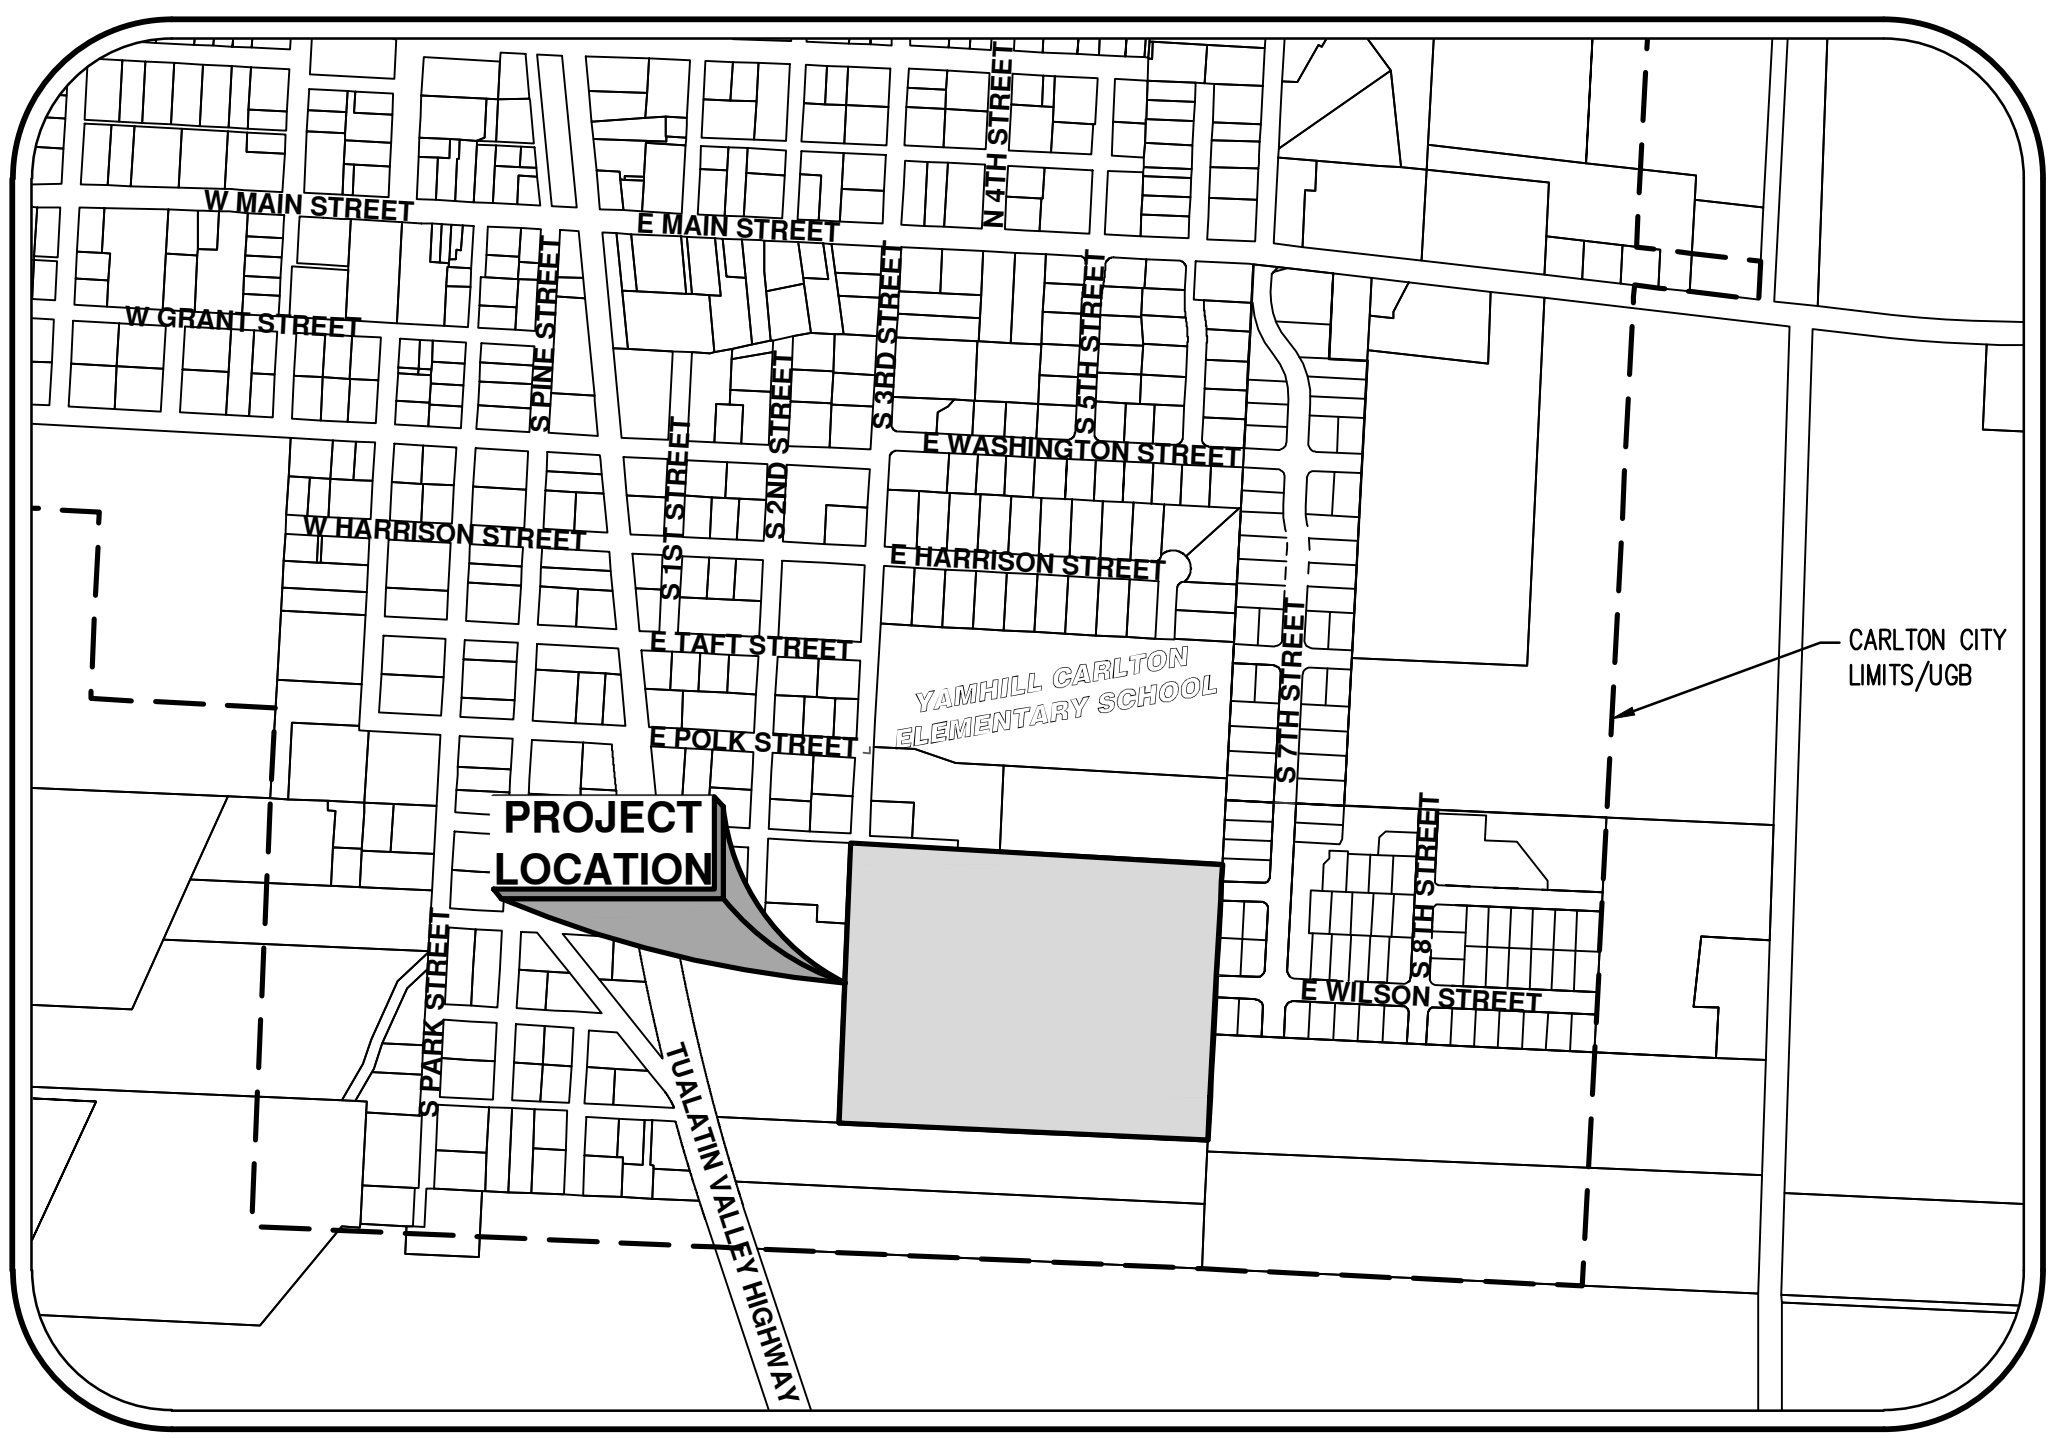 N 4TH STREET
W MAIN STREET
E MAIN STREET
S PINE STREET
S 3RD STREET
S 5TH STREET
W GRANT STREET
S 2ND STREET
S 1ST STREET
E WASHINGTON STREET
W HARRISON STREET
E HARRISON STREET
S 7TH STREET
E TAFT STREET
YAMHILL CARLTON
ELEMENTARY SCHOOL
CARLTON CITY
LIMITS/UGB
E POLK STREET
PROJECT
LOCATION
S 8TH STREET
S PARK STREET
E WILSON STREET
TUALATIN VALLEY HIGHWAY